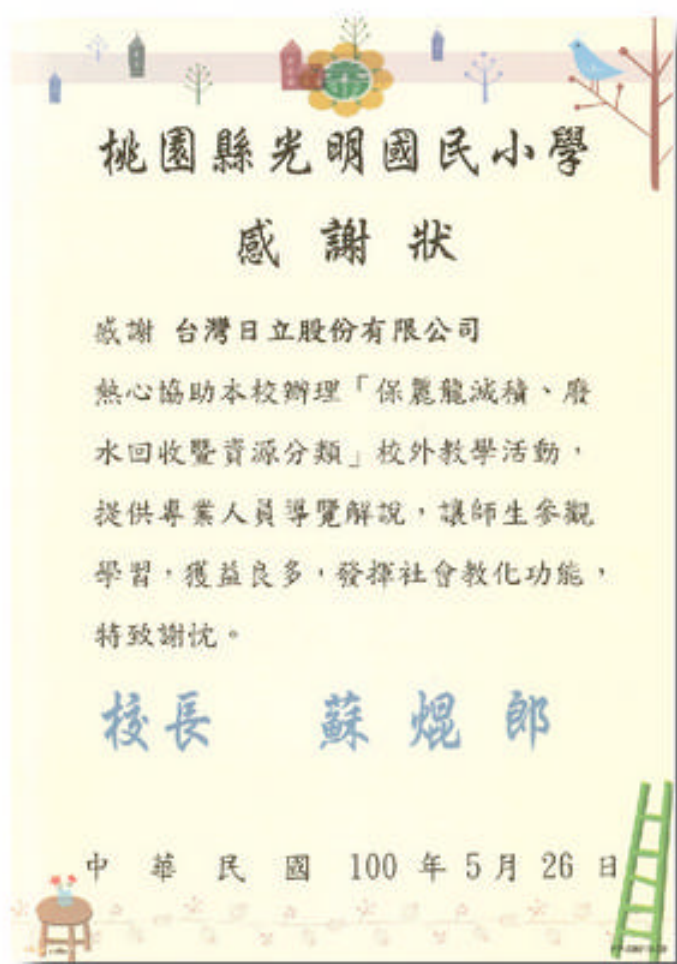 桃園縣光明國民小學
感謝狀
感謝 台灣日立股份有限公司
熱心協助本校辦理「保麗龍減積、廢
水回收暨資源分類」校外教學活動，
提供專業人員導覽解說，讓師生參觀
學習，獲益良多，發揮社會教化功能，
特致謝忱。
校長 蘇焜郎
中華民國 100 年 5 月 26 日